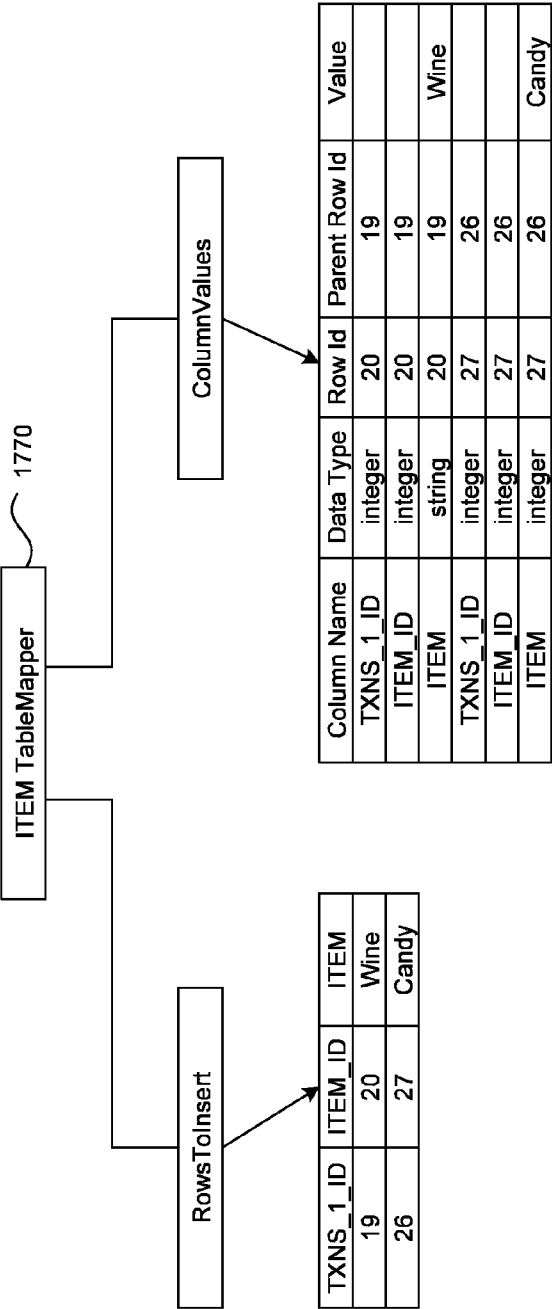 ITEM TableMapper
1770
RowsToInsert
ColumnValues
TXNS_1_ID ITEM_ID ITEM
19 20 Wine
26 27 Candy
Column Name Data Type Row Id Parent Row Id Value
TXNS_1_ID integer 20 19
ITEM_ID integer 20 19
ITEM string 20 19 Wine
TXNS_1_ID integer 27 26
ITEM_ID integer 27 26
ITEM integer 27 26 Candy